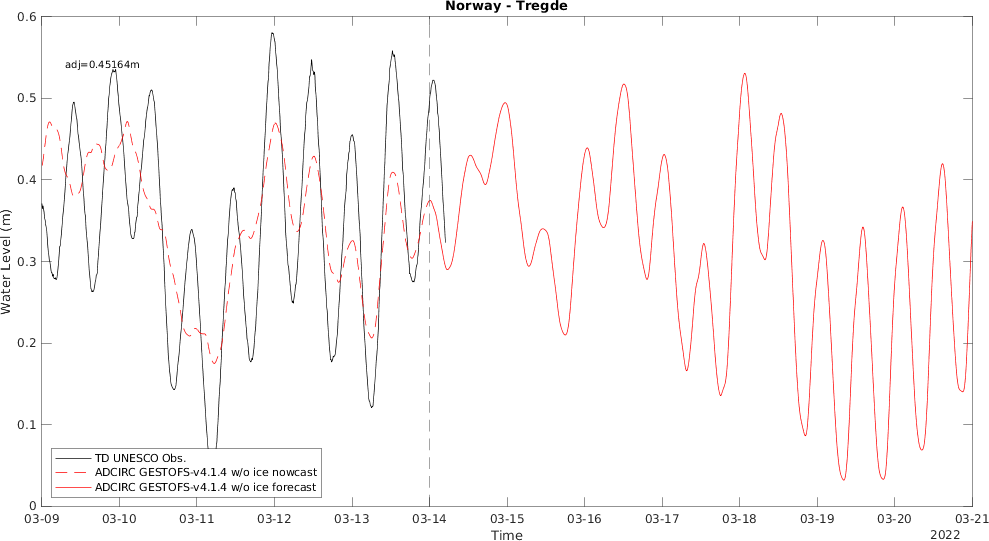 Norway - Tregde
0.6
adj=0.45164m
0.5
0.4
0.3
0.2
0.1
0
Water Level (m)
TD UNESCO Obs.
ADCIRC GESTOFS-v4.1.4 w/o ice nowcast
ADCIRC GESTOFS-v4.1.4 w/o ice forecast
03-09 03-10 03-11 03-12 03-13 03-14 03-15 03-16 03-17 03-18 03-19 03-20 03-21
Time
2022